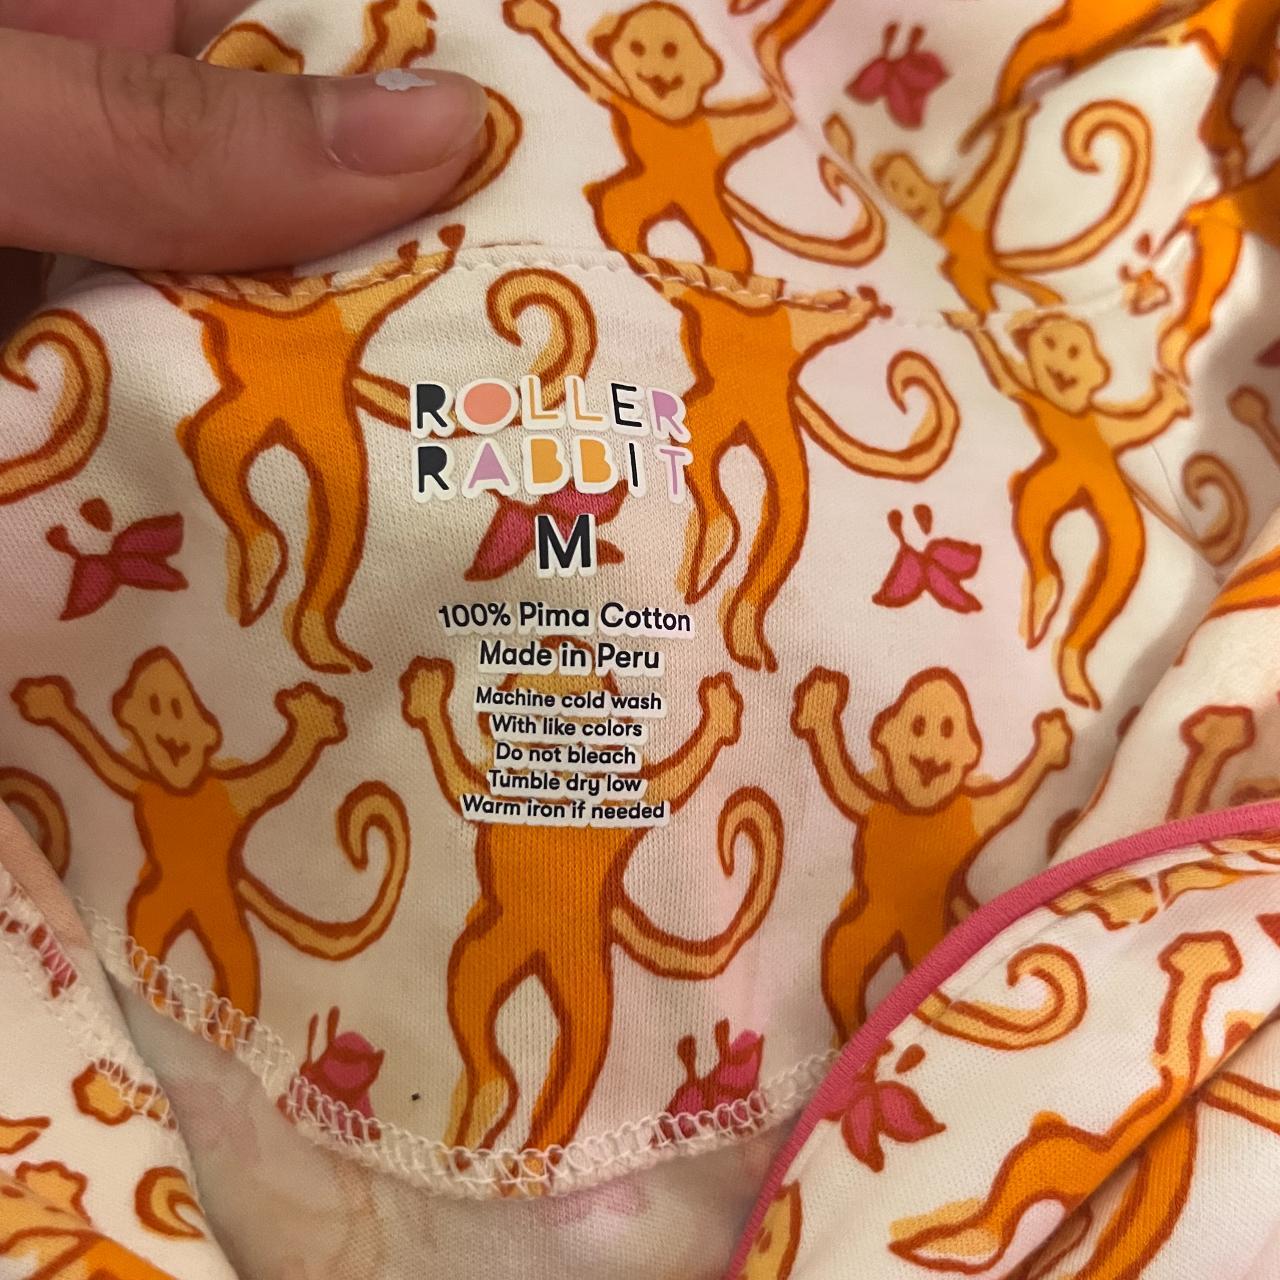 ROLLER
RABBIT
M
100% Pima Cotton
Made in Peru
Machine cold wash
With like colors
Do not bleach
Tumble dry low
Warm iron if needed